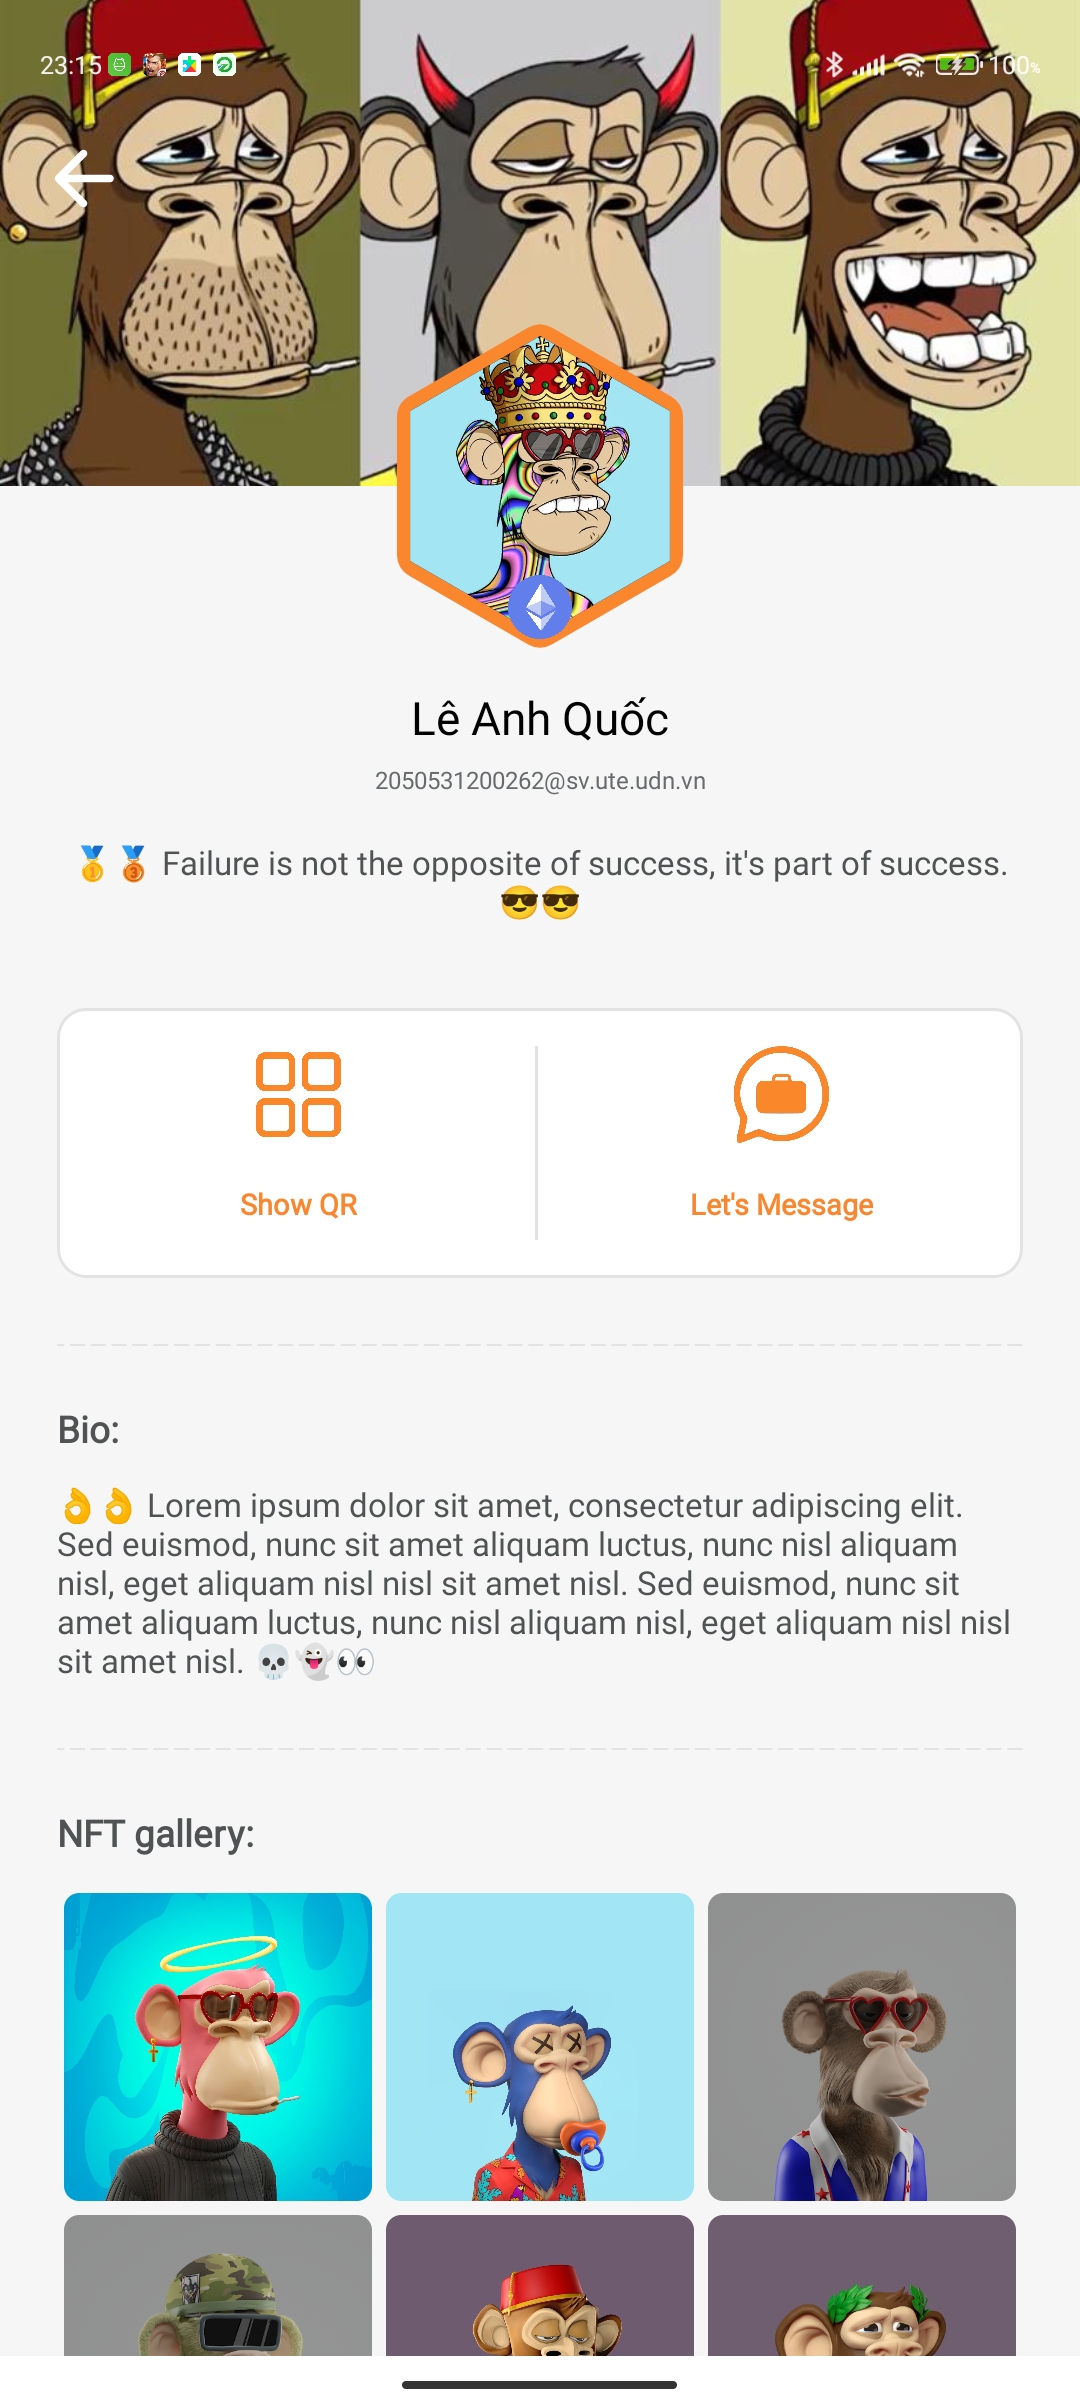 23:15 100%
Lê Anh Quốc
2050531200262@sv.ute.udn.vn
🥇🥉 Failure is not the opposite of success, it's part of success.
😎😎
Show QR
Let's Message
Bio:
👌👌 Lorem ipsum dolor sit amet, consectetur adipiscing elit.
Sed euismod, nunc sit amet aliquam luctus, nunc nisl aliquam
nisl, eget aliquam nisl nisl sit amet nisl. Sed euismod, nunc sit
amet aliquam luctus, nunc nisl aliquam nisl, eget aliquam nisl nisl
sit amet nisl. 💀👻👀
NFT gallery: